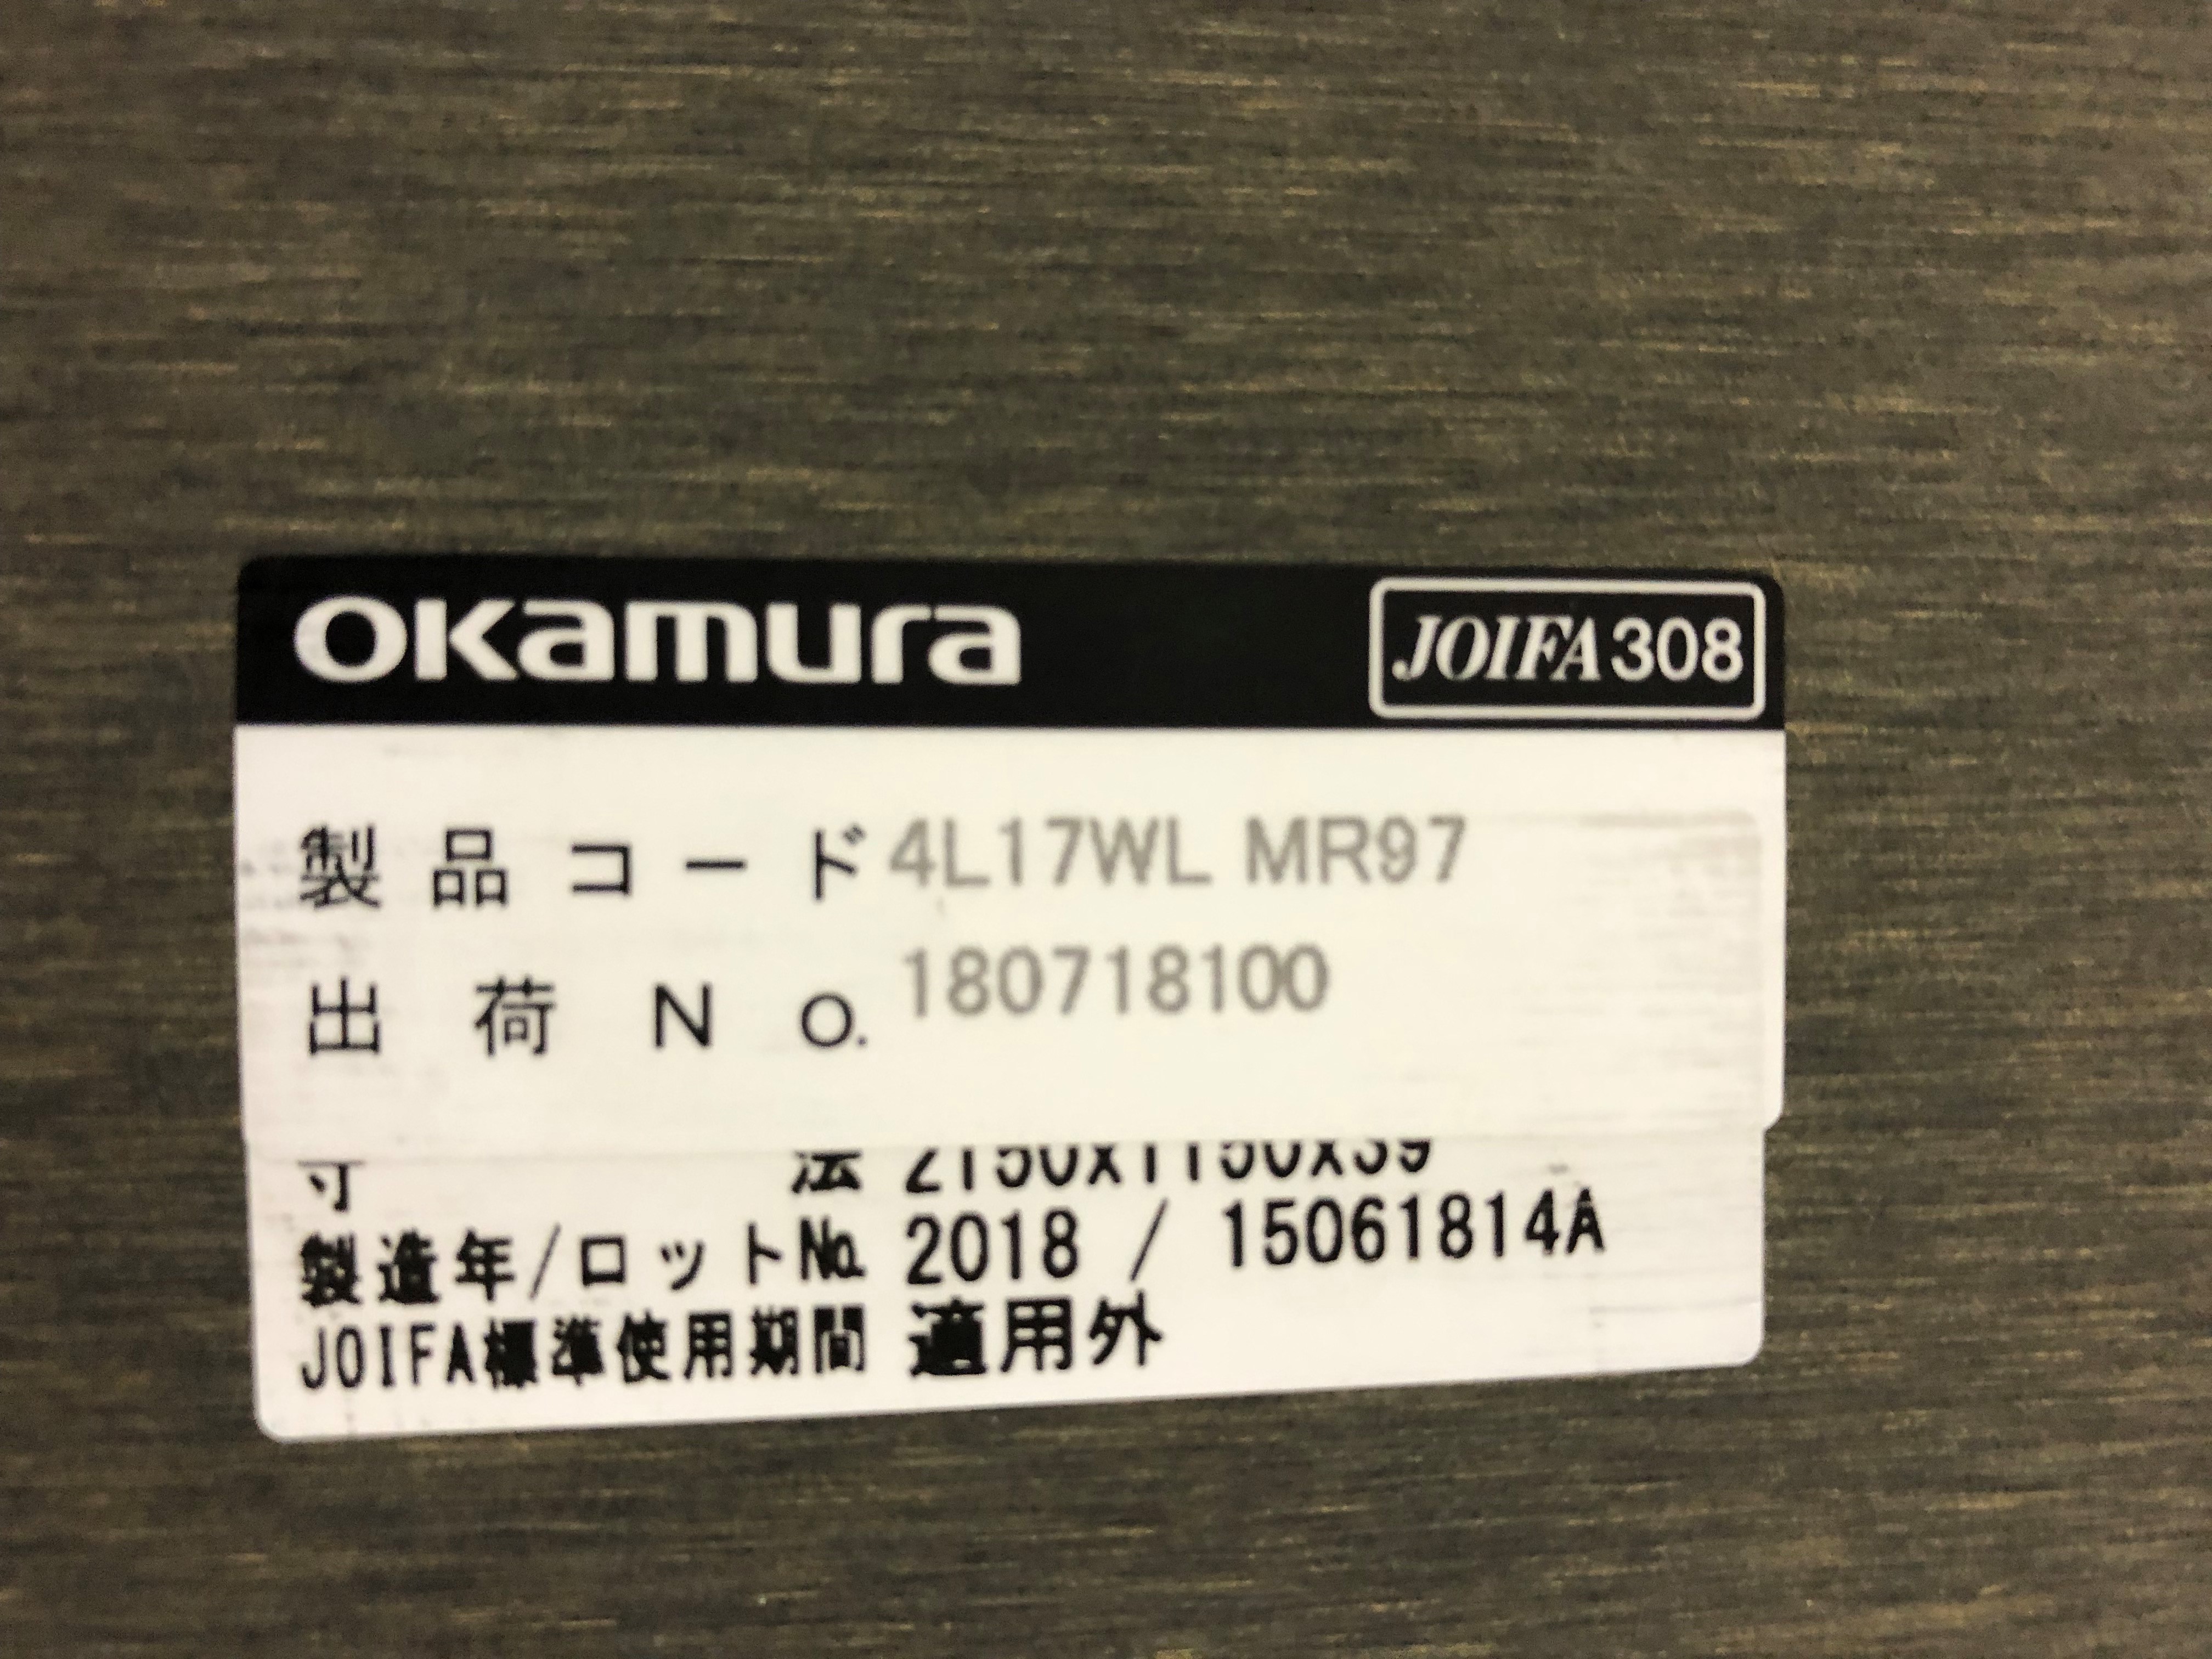 okamura JOIFA308
製品コード 4L17WL MR97
出荷No. 180718100
寸法 2150x1150x39
製造年/ロット№ 2018 / 15061814A
JOIFA標準使用期間 適用外